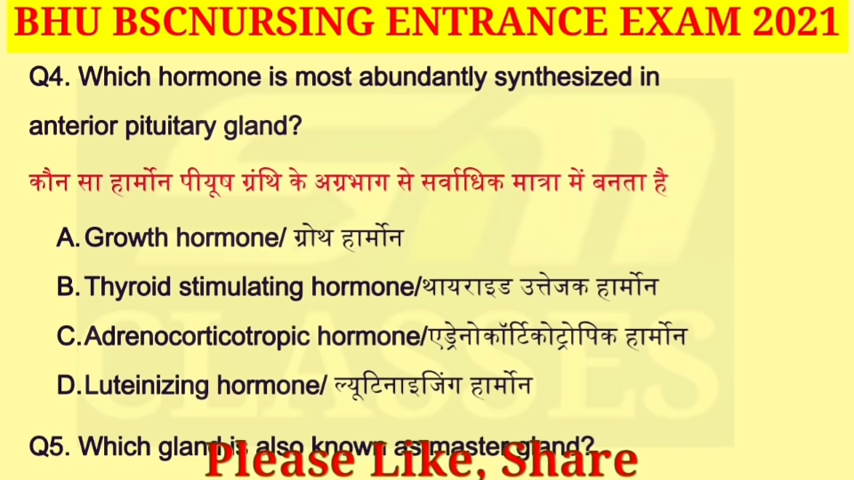 BHU BSCNURSING ENTRANCE EXAM 2021
Q4. Which hormone is most abundantly synthesized in
anterior pituitary gland?
कौन सा हार्मोन पीयूष ग्रंथि के अग्रभाग से सर्वाधिक मात्रा में बनता है
A. Growth hormone/ ग्रोथ हार्मोन
B. Thyroid stimulating hormone/थायराइड उत्तेजक हार्मोन
C. Adrenocorticotropic hormone/एड्रेनोकॉर्टिकोट्रोपिक हार्मोन
D. Luteinizing hormone/ ल्यूटिनाइजिंग हार्मोन
Q5. Which gland is also known as master gland?
Please Like, Share
CLASSES